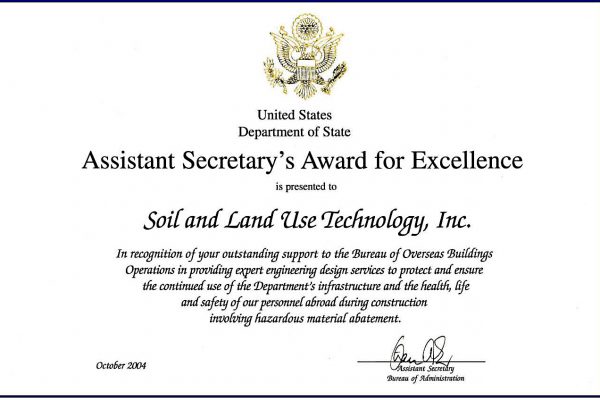 United States
Department of State
Assistant Secretary's Award for Excellence
is presented to
Soil and Land Use Technology, Inc.
In recognition of your outstanding support to the Bureau of Overseas Buildings
Operations in providing expert engineering design services to protect and ensure
the continued use of the Department's infrastructure and the health, life
and safety of our personnel abroad during construction
involving hazardous material abatement.
October 2004
Assistant Secretary
Bureau of Administration